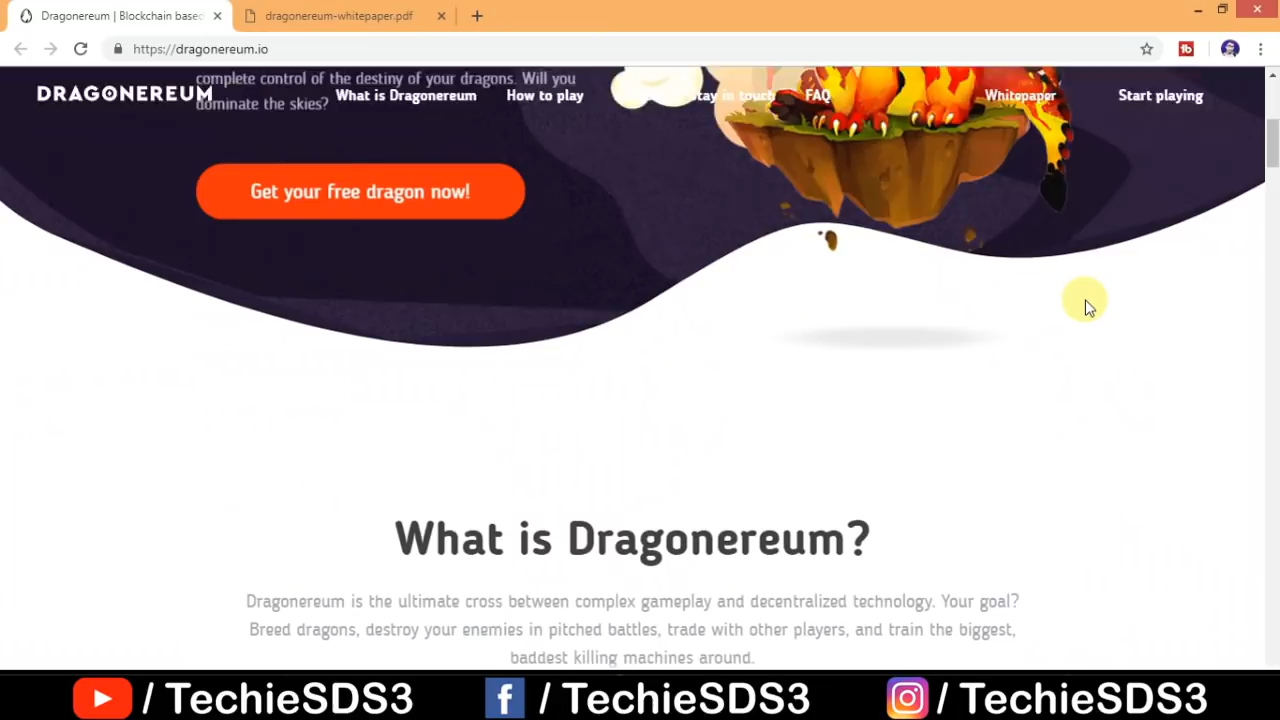 Dragonereum | Blockchain based
dragonereum-whitepaper.pdf
https://dragonereum.io
complete control of the destiny of your dragons. Will you
dominate the skies?
DRAGONEREUM
What is Dragonereum
How to play
Stay in touch
FAQ
Whitepaper
Start playing
Get your free dragon now!
What is Dragonereum?
Dragonereum is the ultimate cross between complex gameplay and decentralized technology. Your goal?
Breed dragons, destroy your enemies in pitched battles, trade with other players, and train the biggest,
baddest killing machines around.
/ TechieSDS3
/ TechieSDS3
/ TechieSDS3